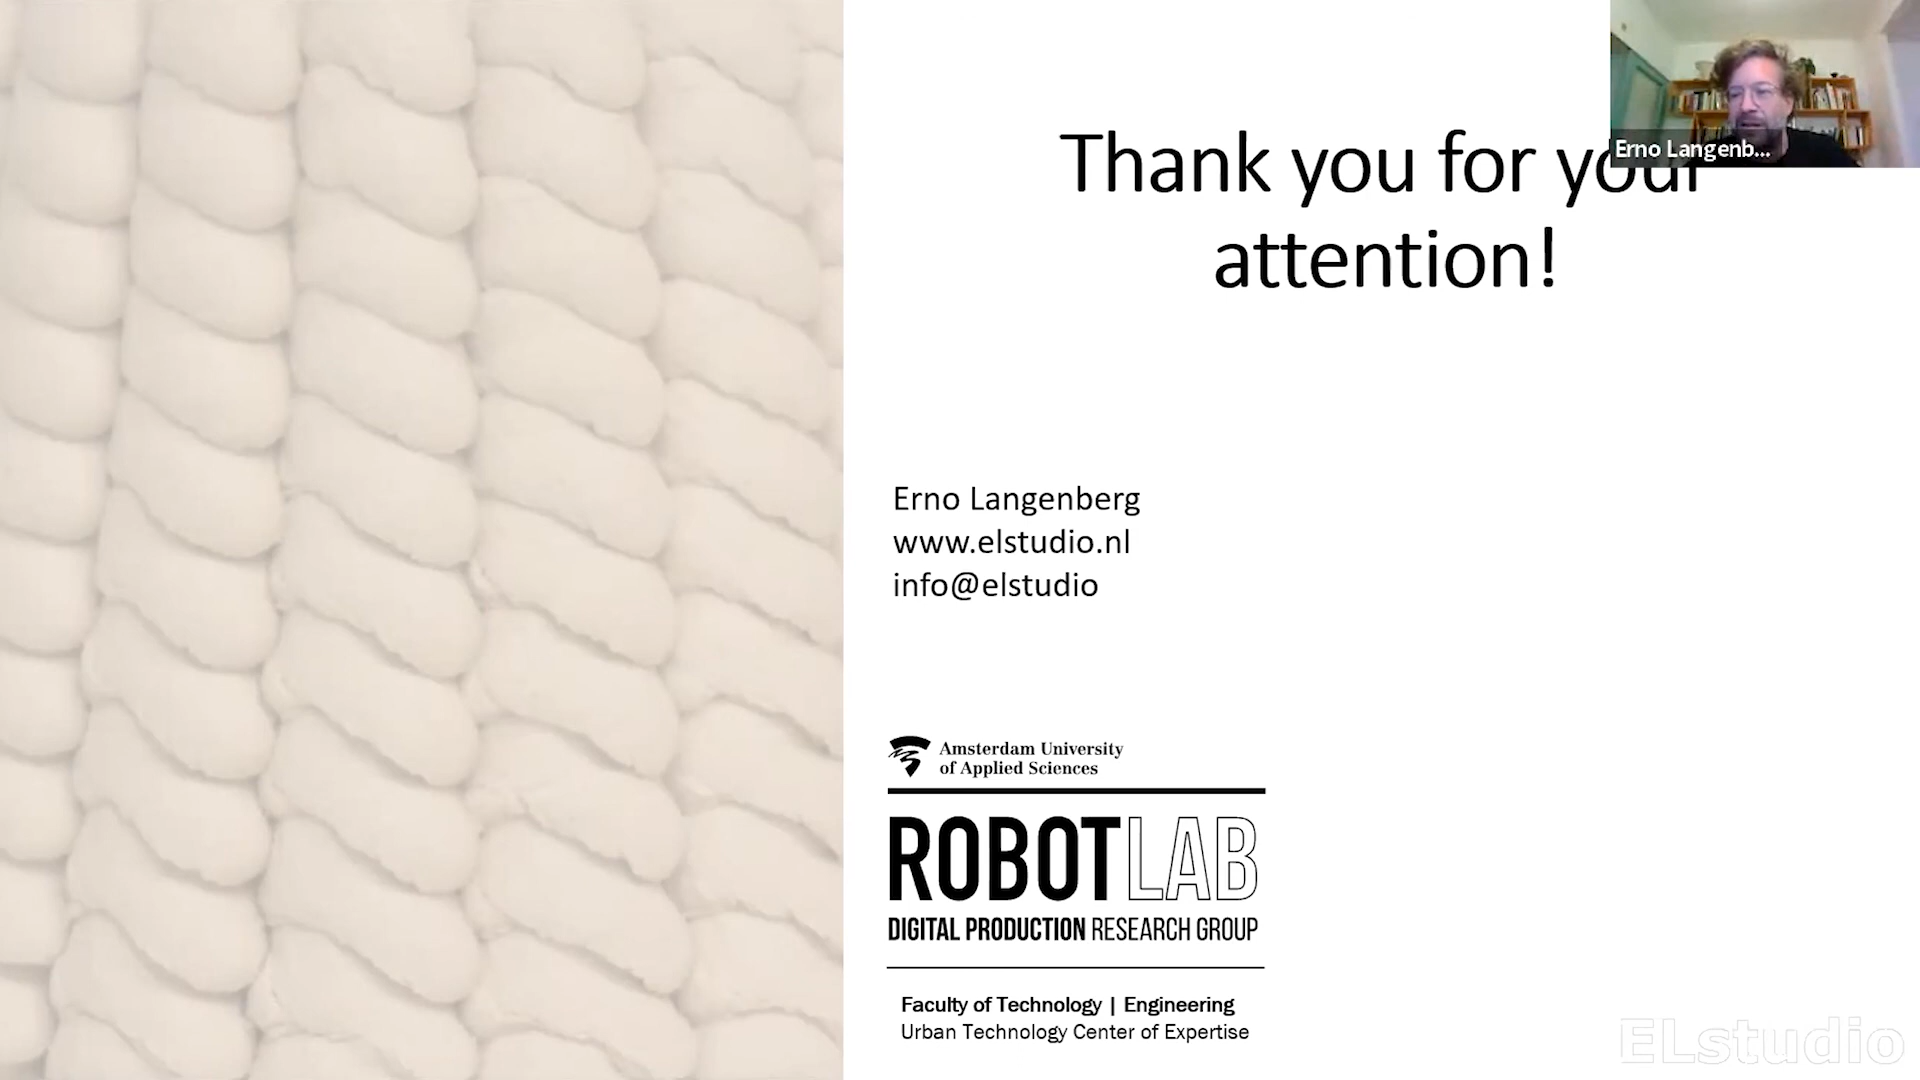 Thank you for your
attention!
Erno Langenb...
Erno Langenberg
www.elstudio.nl
info@elstudio
Amsterdam University
of Applied Sciences
ROBOTLAB
DIGITAL PRODUCTION RESEARCH GROUP
Faculty of Technology | Engineering
Urban Technology Center of Expertise
ELstudio